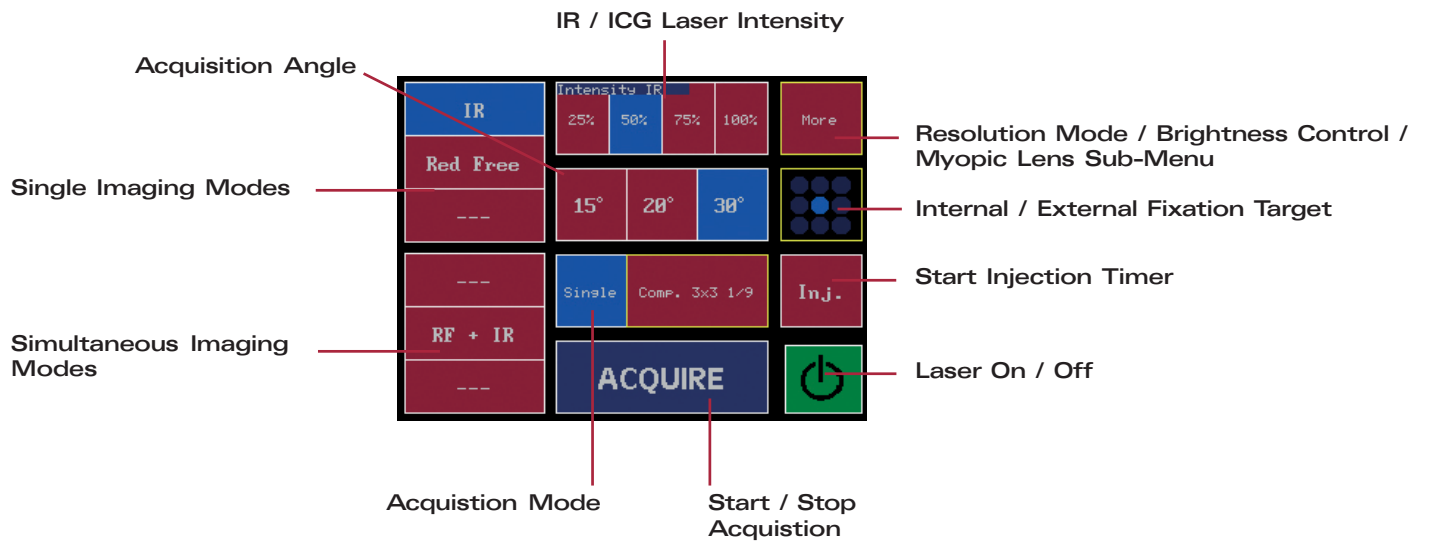 IR / ICG Laser Intensity
Acquisition Angle
Intensity IR
25% 50% 75% 100%
IR
Red Free
---
More
Resolution Mode / Brightness Control /
Myopic Lens Sub-Menu
Single Imaging Modes
15° 20° 30°
Internal / External Fixation Target
---
RF + IR
---
Single Comp. 3x3 1/9
Inj.
Start Injection Timer
Simultaneous Imaging
Modes
ACQUIRE
Laser On / Off
Acquistion Mode
Start / Stop
Acquistion